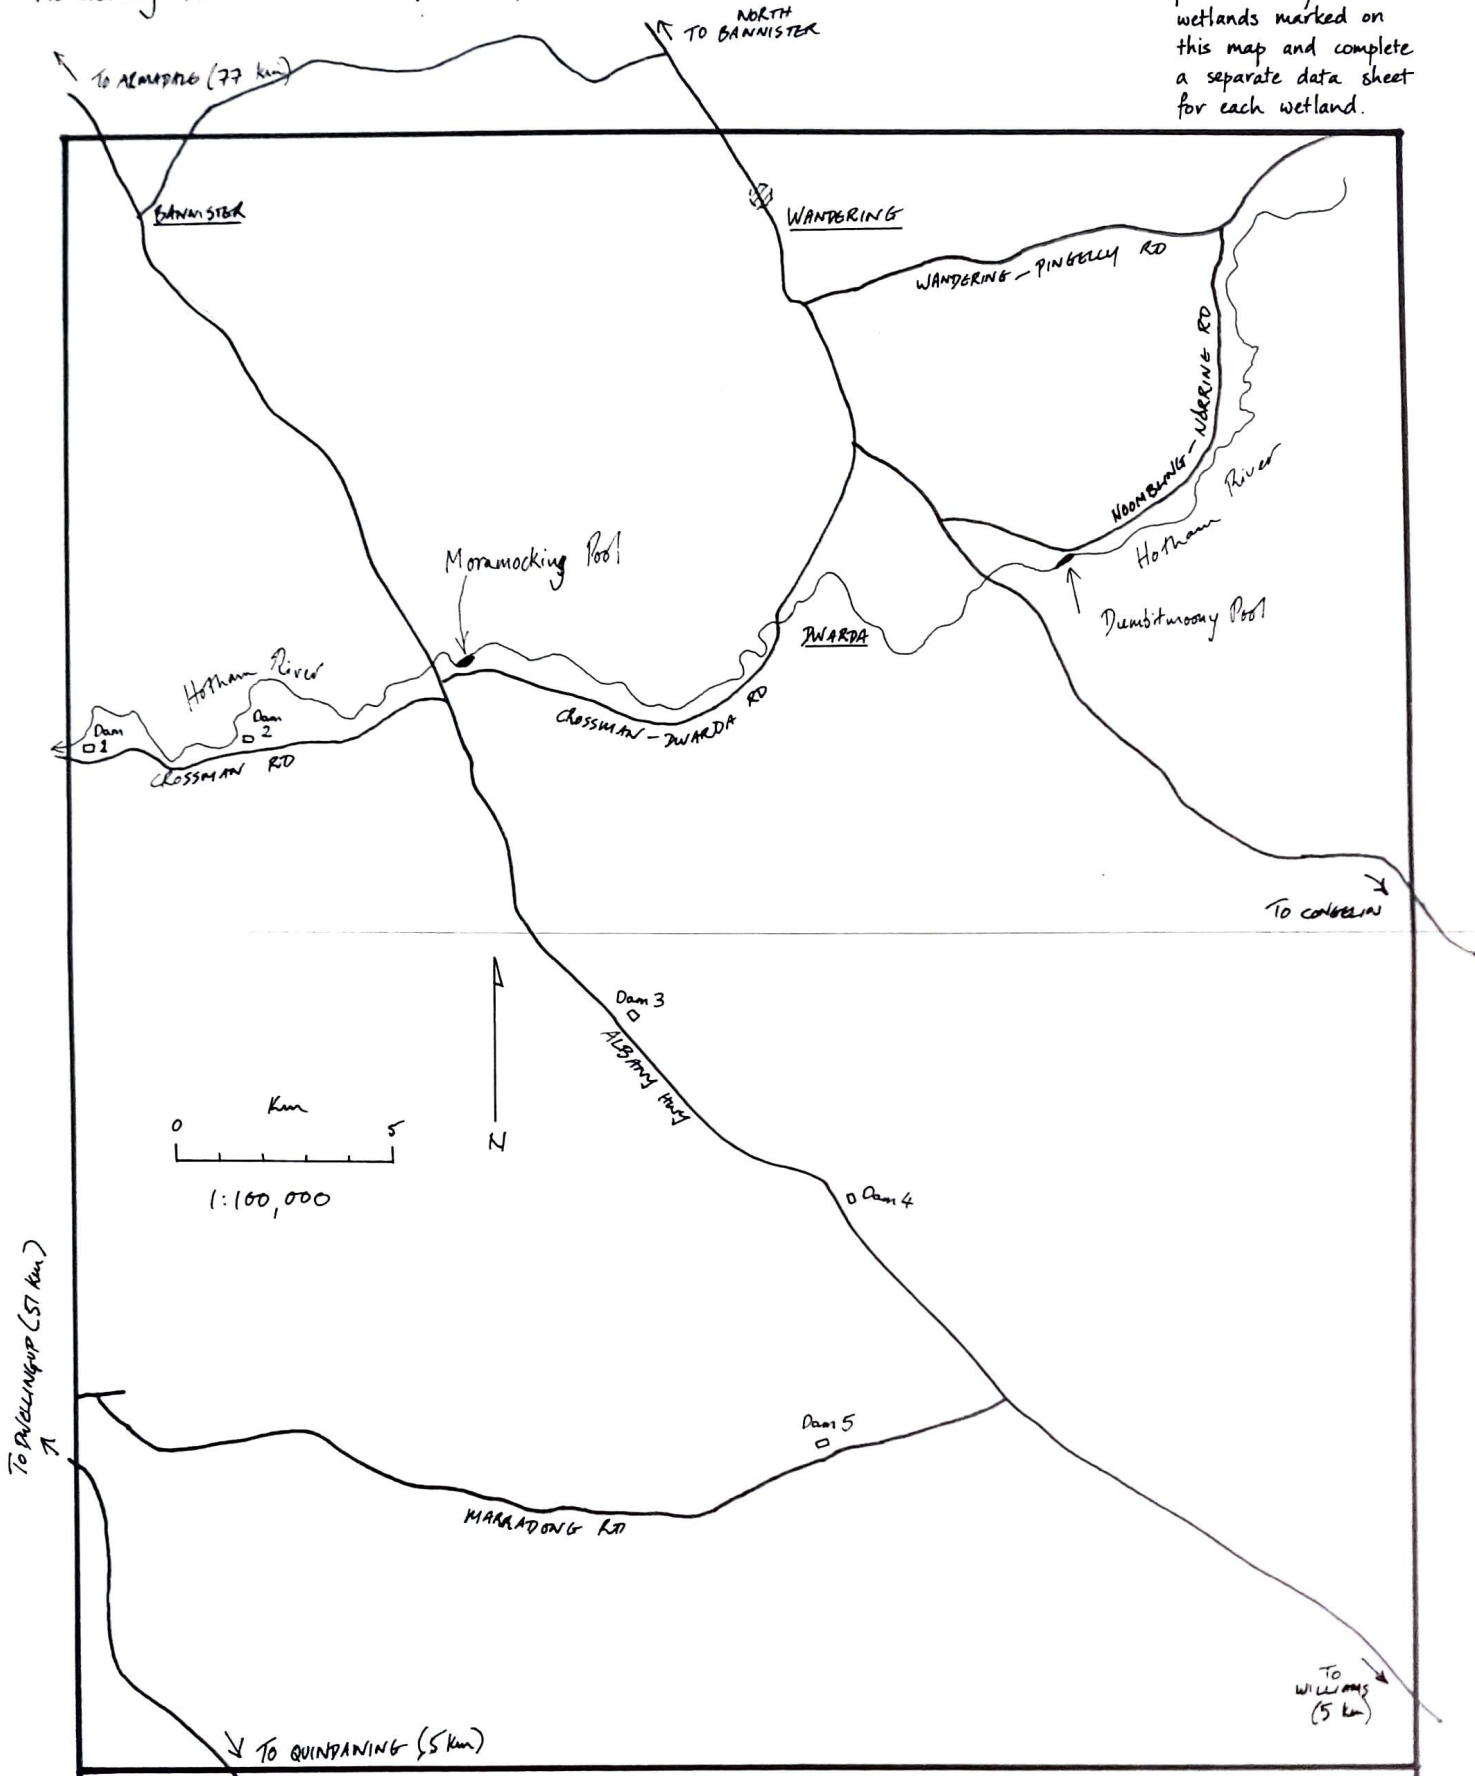 wetlands marked on
this map and complete
a separate data sheet
for each wetland.
NORTH
TO BANNISTER
TO ARMADALE (77 km)
BANNISTER
WANDERING
WANDERING - PINGELLY RD
NOOMBLING - NORRING RD
Hotham River
Moramocking Pool
Dumbitmoony Pool
DWARDA
Hotham River
Dam
1
Dam
2
CROSSMAN - DWARDA RD
CROSSMAN RD
TO CONGELIN
Dam 3
ALBANY HWY
Km
0 5
1:100,000
N
Dam 4
TO DWELLINGUP (51 km)
Dam 5
MARRADONG RD
TO
WILLIAMS
(5 km)
TO QUINDANING (5 km)